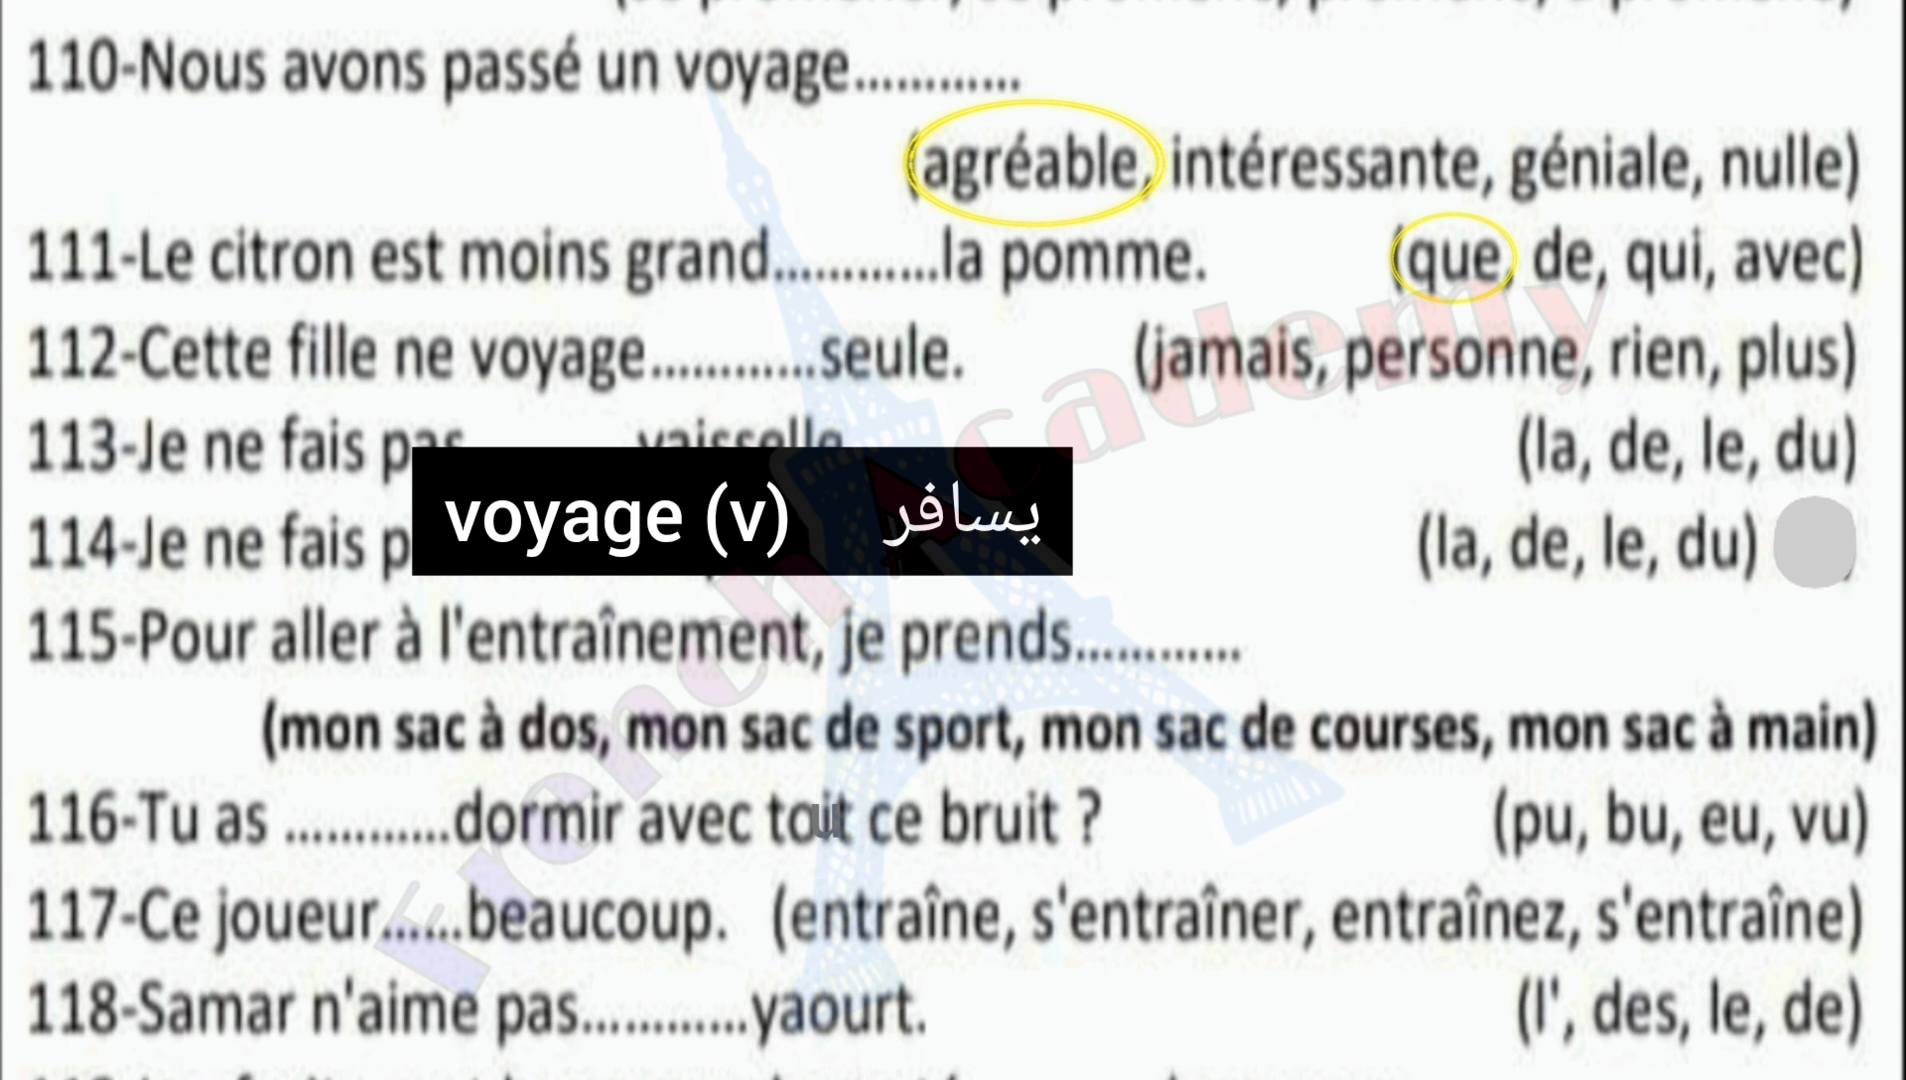 110-Nous avons passé un voyage............
(agréable, intéressante, géniale, nulle)
111-Le citron est moins grand............la pomme. (que, de, qui, avec)
112-Cette fille ne voyage............seule. (jamais, personne, rien, plus)
113-Je ne fais pas vaisselle (la, de, le, du)
voyage (v) يسافر
114-Je ne fais (la, de, le, du)
115-Pour aller à l'entraînement, je prends............
(mon sac à dos, mon sac de sport, mon sac de courses, mon sac à main)
116-Tu as ............dormir avec tout ce bruit ? (pu, bu, eu, vu)
117-Ce joueur......beaucoup. (entraîne, s'entraîner, entraînez, s'entraîne)
118-Samar n'aime pas............yaourt. (l', des, le, de)
French Academy